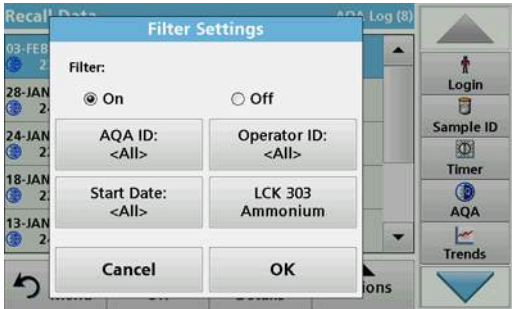 Recall Data
AQA Log (8)
Filter Settings
03-FEB
28-JAN
24-JAN
18-JAN
13-JAN
Filter:
On
Off
AQA ID:
<All>
Operator ID:
<All>
Start Date:
<All>
LCK 303
Ammonium
Cancel
OK
Menu
Details
ions
Login
Sample ID
Timer
AQA
Trends